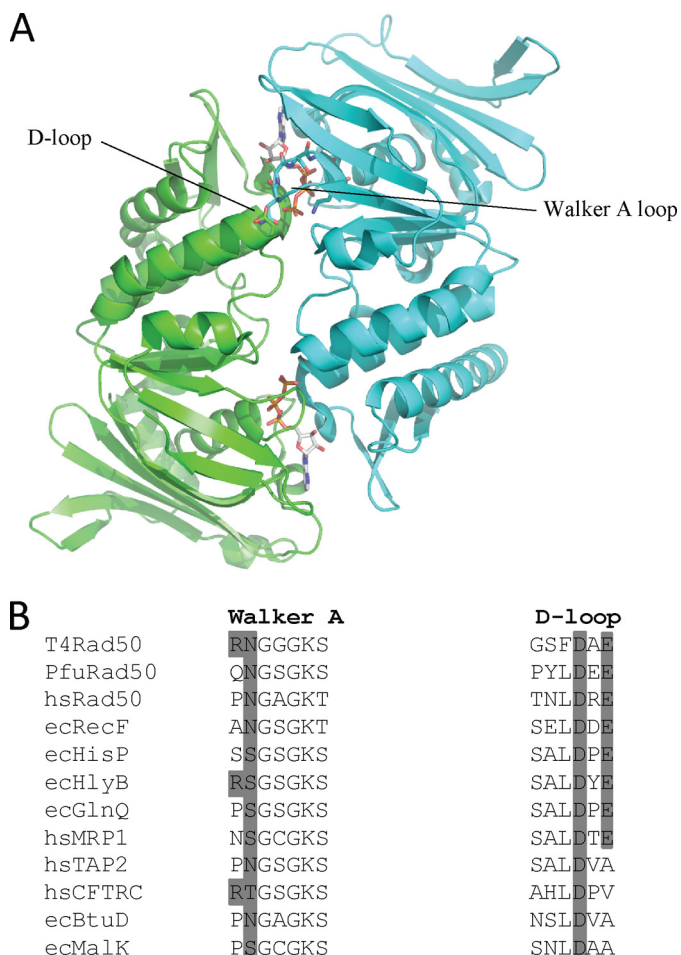 A
D-loop
Walker A loop
B
Walker A D-loop
T4Rad50 RNGGGKS GSFDAE
PfuRad50 QNGSGKS PYLDEE
hsRad50 PNGAGKT TNLDRE
ecRecF ANGSGKT SELDDE
ecHisP SSGSGKS SALDPE
ecHlyB RSGSGKS SALDYE
ecGlnQ PSGSGKS SALDPE
hsMRP1 NSGCGKS SALDTE
hsTAP2 PNGSGKS SALDVA
hsCFTRC RTGSGKS AHLDPV
ecBtuD PNGAGKS NSLDVA
ecMalK PSGCGKS SNLDAA